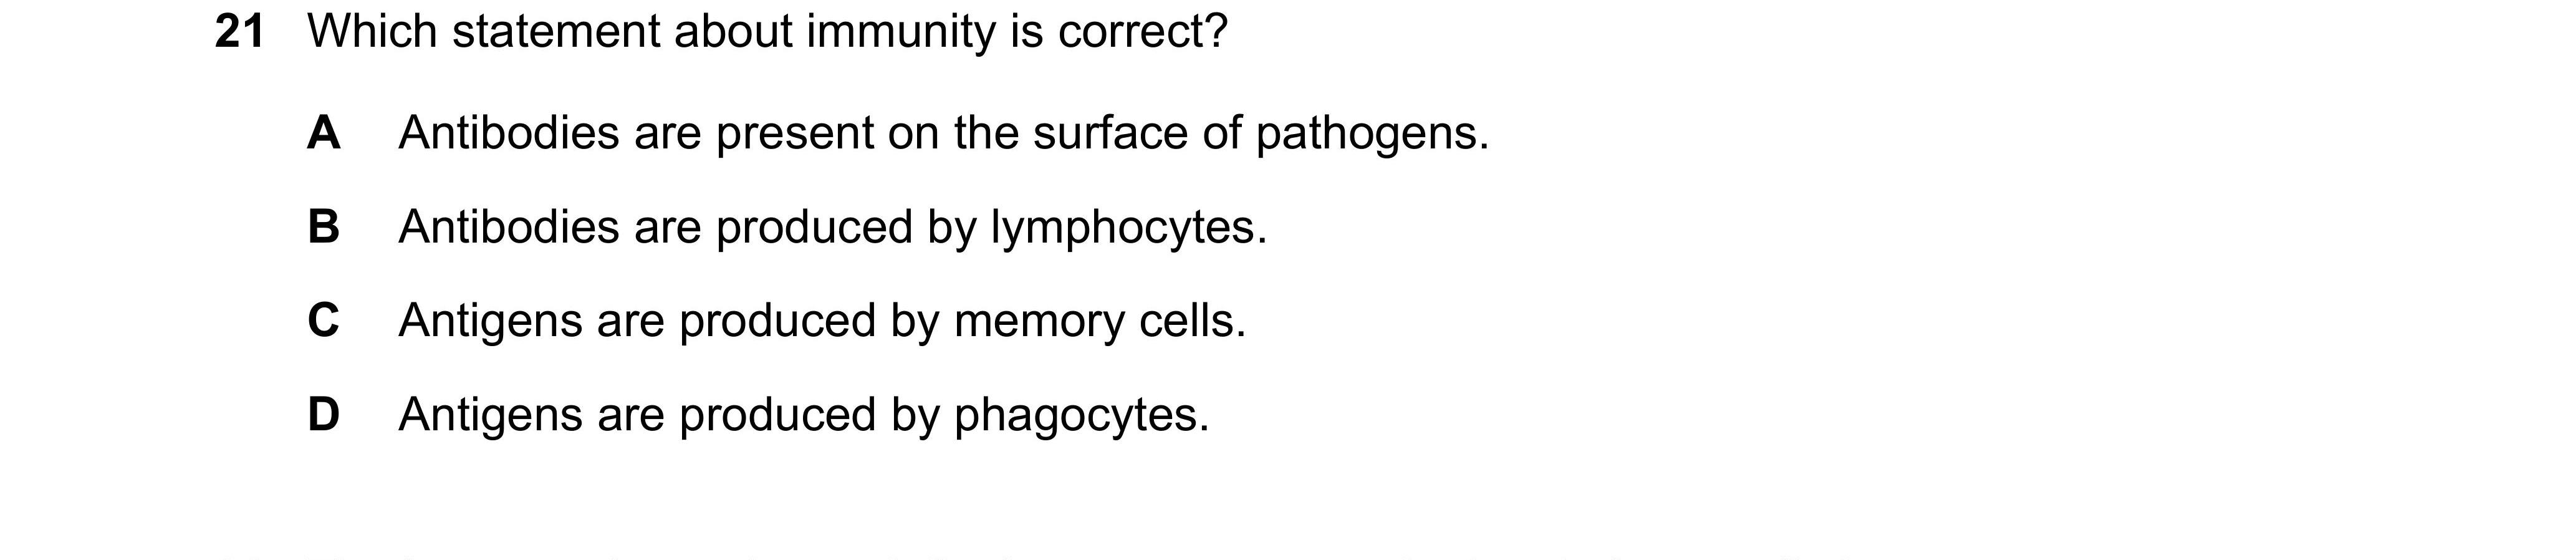 21 Which statement about immunity is correct?
A Antibodies are present on the surface of pathogens.
B Antibodies are produced by lymphocytes.
C Antigens are produced by memory cells.
D Antigens are produced by phagocytes.